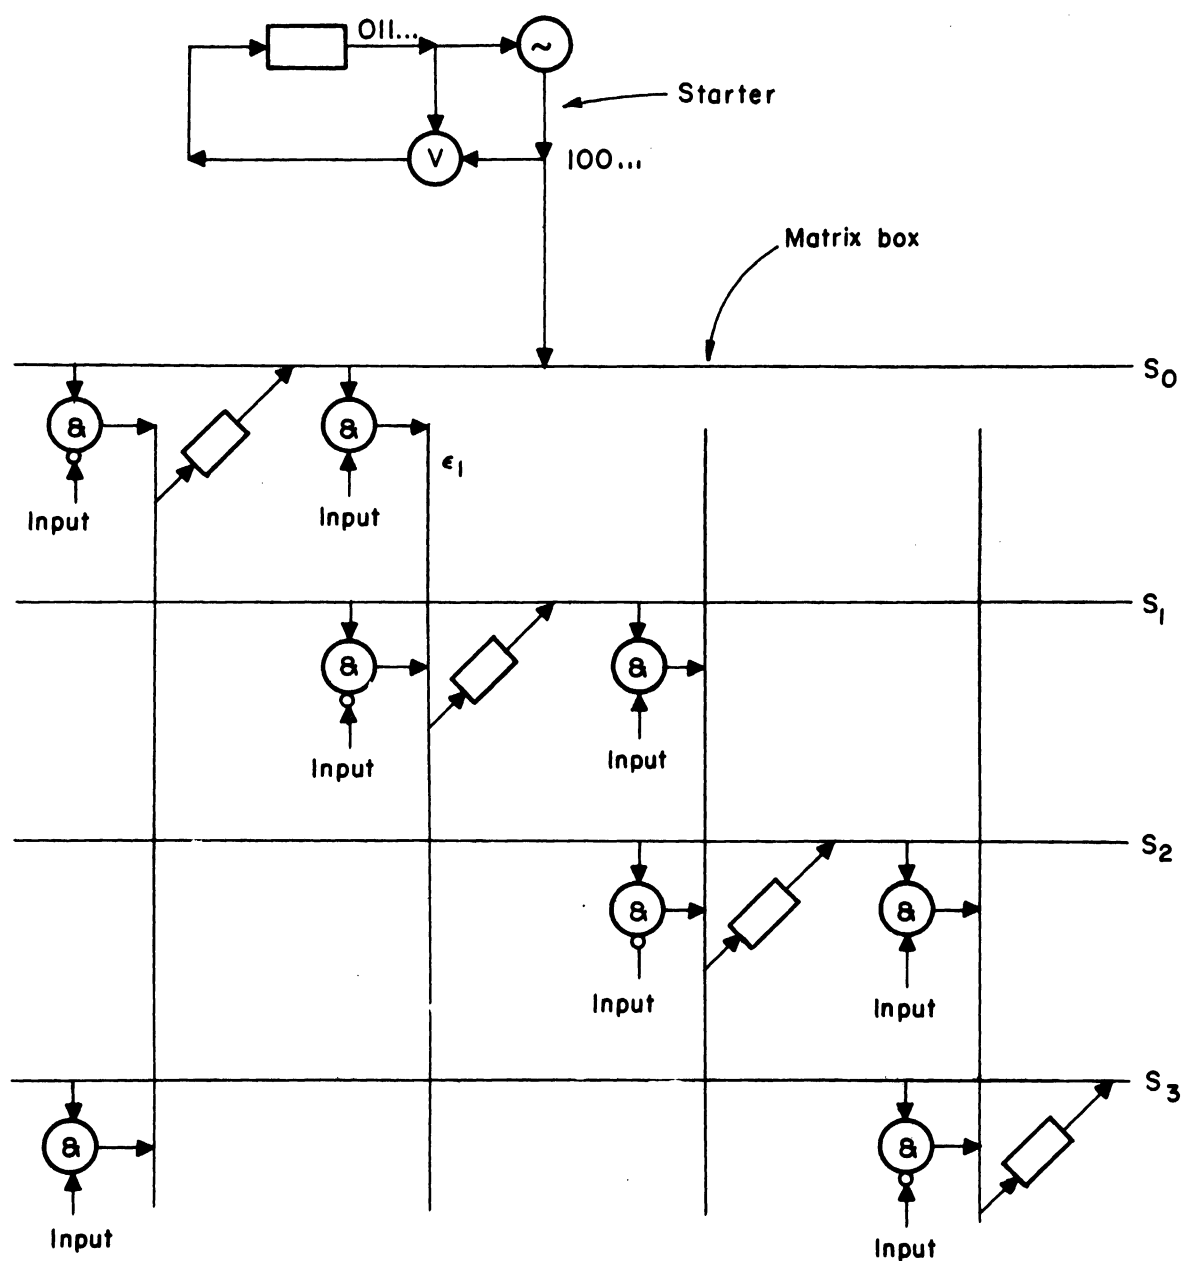 011...
~
Starter
V
100...
Matrix box
S0
& &
ϵ1
Input Input
S1
& &
Input Input
S2
& &
Input Input
S3
& &
Input Input